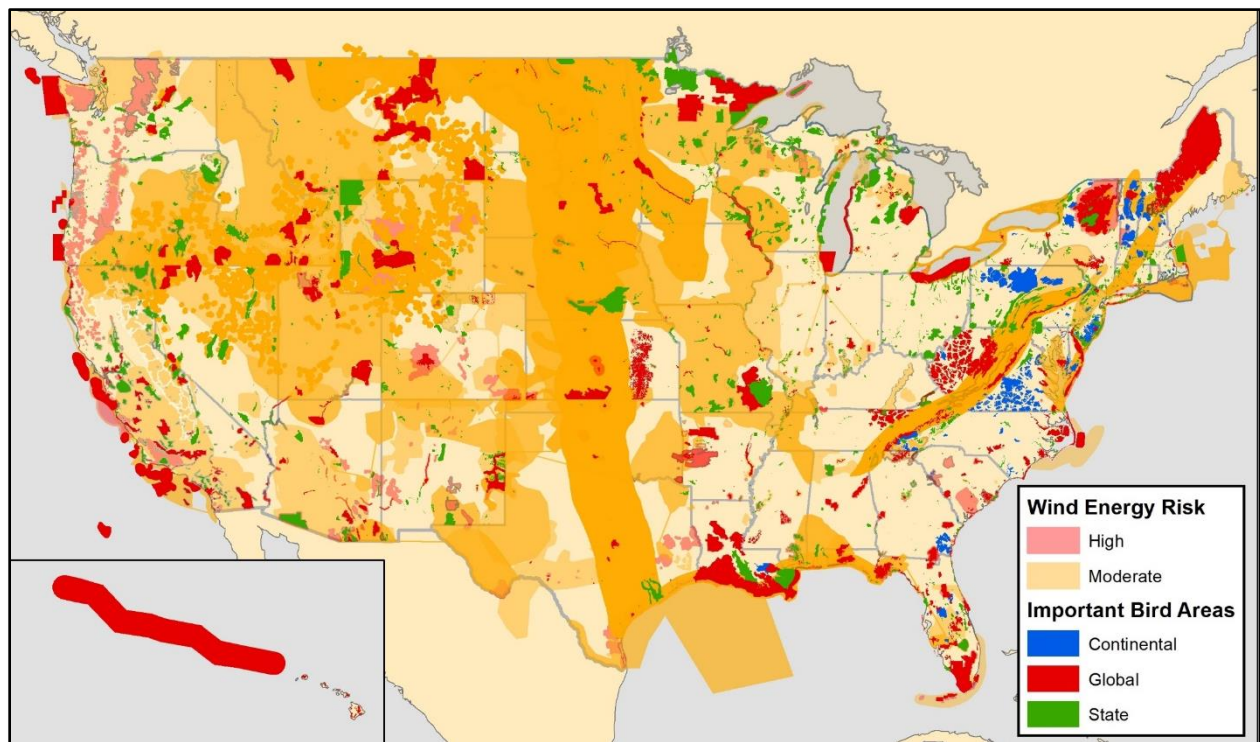 Wind Energy Risk
High
Moderate
Important Bird Areas
Continental
Global
State